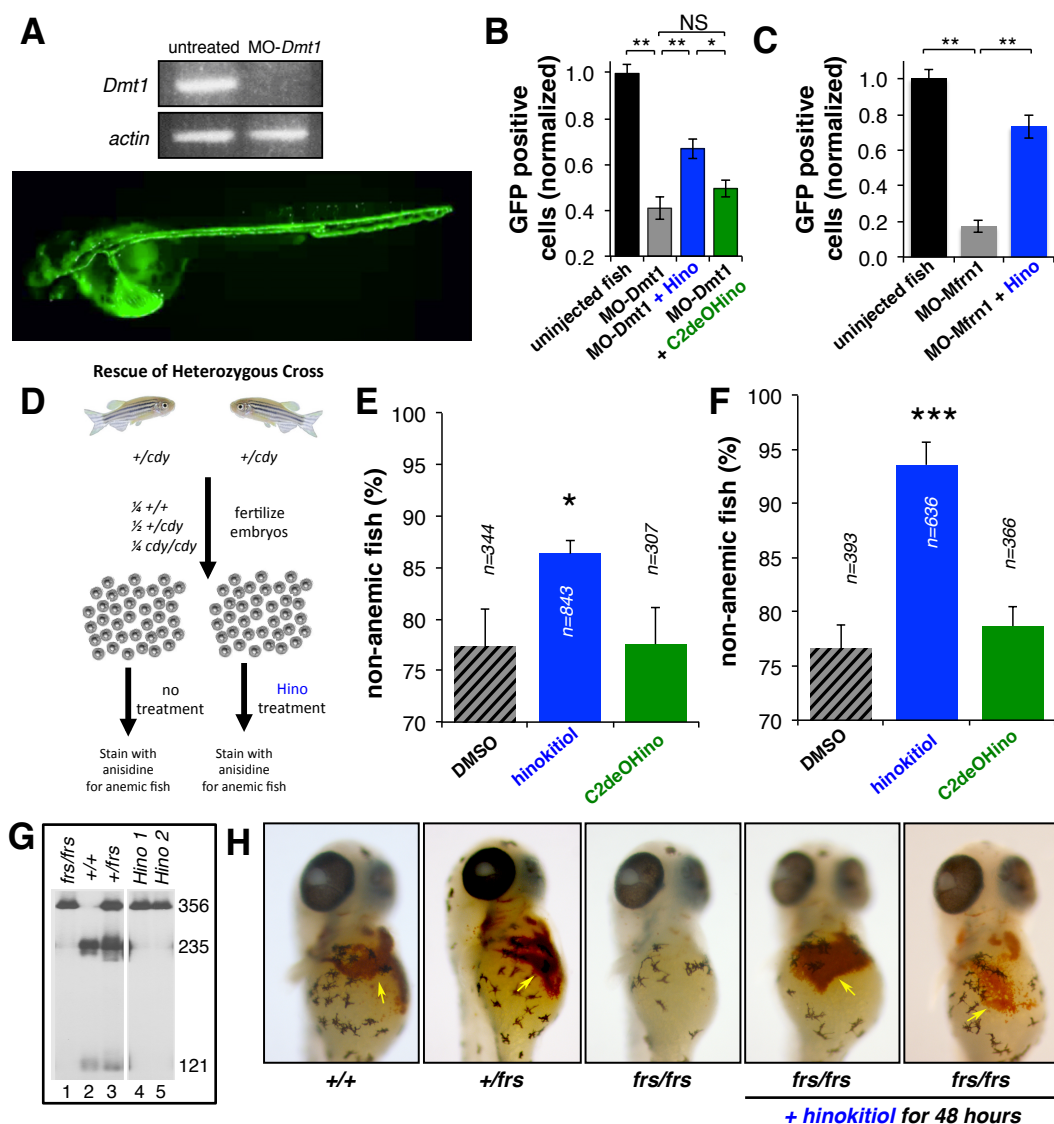 A
untreated MO-Dmt1
Dmt1
actin
B
NS
** ** *
GFP positive
cells (normalized)
1.0
0.8
0.6
0.4
0.2
uninjected fish
MO-Dmt1
MO-Dmt1 + Hino
MO-Dmt1
+ C2deOHino
C
** **
GFP positive
cells (normalized)
1.0
0.8
0.6
0.4
0.2
0.0
uninjected fish
MO-Mfrn1
MO-Mfrn1 + Hino
D
Rescue of Heterozygous Cross
+/cdy +/cdy
¼ +/+
½ +/cdy
¼ cdy/cdy
fertilize
embryos
no
treatment
Hino
treatment
Stain with
anisidine
for anemic fish
Stain with
anisidine
for anemic fish
E
non-anemic fish (%)
100
95
90
85
80
75
70
n=344
*
n=843
n=307
DMSO
hinokitiol
C2deOHino
F
non-anemic fish (%)
100
95
90
85
80
75
70
n=393
***
n=636
n=366
DMSO
hinokitiol
C2deOHino
G
frs/frs
+/+
+/frs
Hino 1
Hino 2
356
235
121
1 2 3 4 5
H
+/+ +/frs frs/frs frs/frs frs/frs
+ hinokitiol for 48 hours